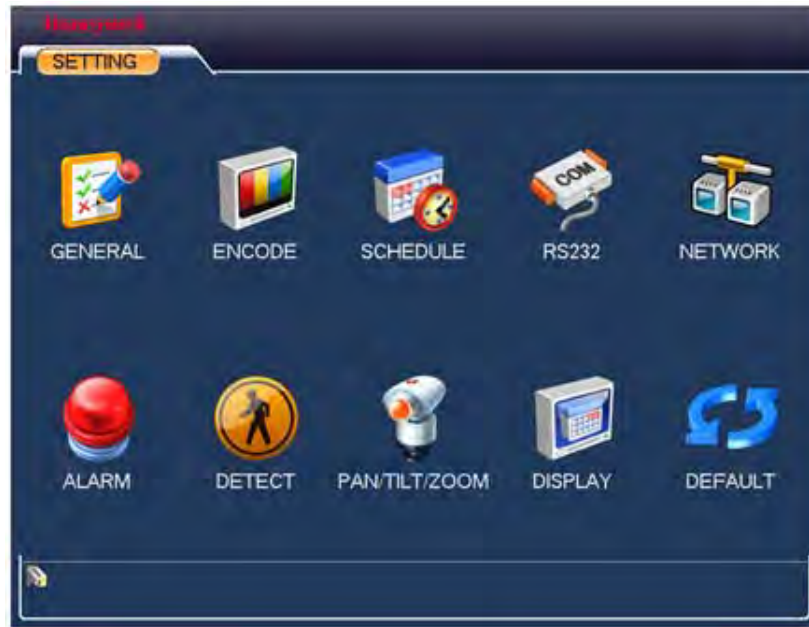 Honeywell
SETTING
GENERAL ENCODE SCHEDULE RS232 NETWORK
COM
ALARM DETECT PAN/TILT/ZOOM DISPLAY DEFAULT